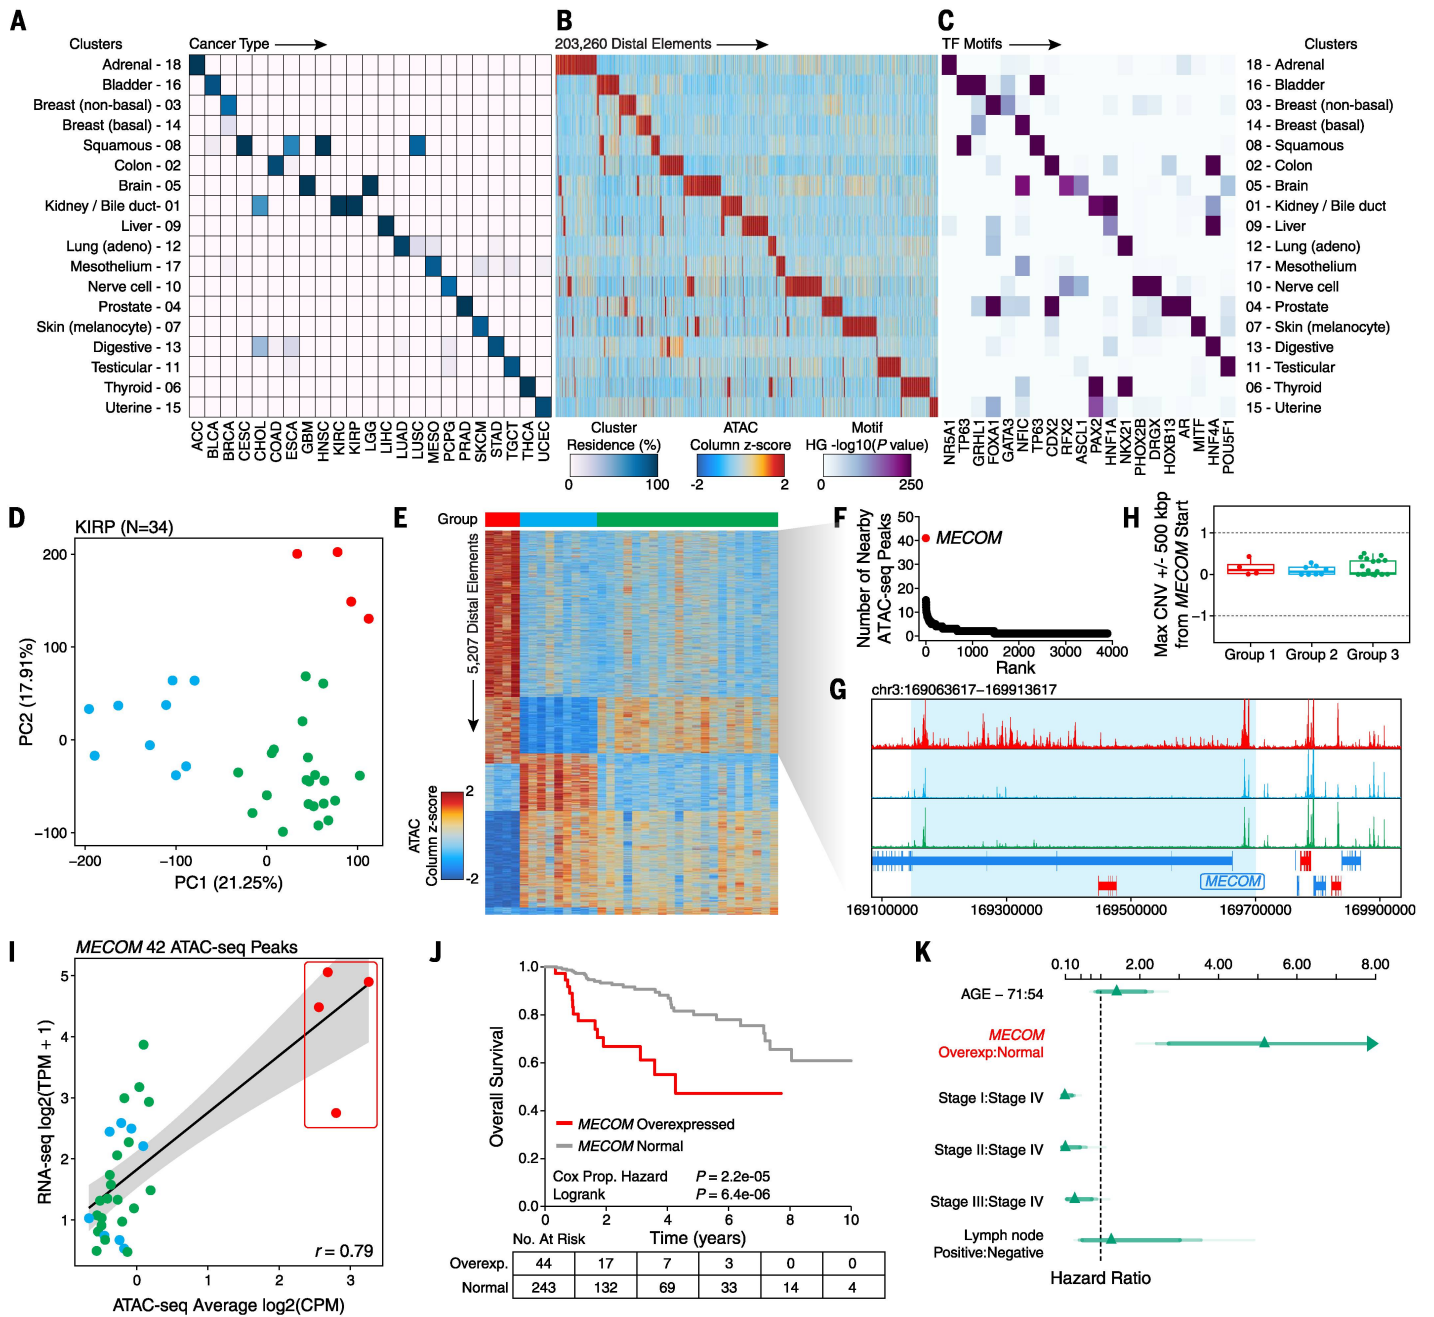 A
Clusters
Cancer Type
Adrenal - 18
Bladder - 16
Breast (non-basal) - 03
Breast (basal) - 14
Squamous - 08
Colon - 02
Brain - 05
Kidney / Bile duct- 01
Liver - 09
Lung (adeno) - 12
Mesothelium - 17
Nerve cell - 10
Prostate - 04
Skin (melanocyte) - 07
Digestive - 13
Testicular - 11
Thyroid - 06
Uterine - 15
ACC
BLCA
BRCA
CESC
CHOL
COAD
ESCA
GBM
HNSC
KIRC
KIRP
LGG
LIHC
LUAD
LUSC
MESO
PCPG
PRAD
SKCM
STAD
TGCT
THCA
UCEC
B
203,260 Distal Elements
Cluster
Residence (%)
0 100
ATAC
Column z-score
-2 2
Motif
HG -log10(P value)
0 250
C
TF Motifs
Clusters
18 - Adrenal
16 - Bladder
03 - Breast (non-basal)
14 - Breast (basal)
08 - Squamous
02 - Colon
05 - Brain
01 - Kidney / Bile duct
09 - Liver
12 - Lung (adeno)
17 - Mesothelium
10 - Nerve cell
04 - Prostate
07 - Skin (melanocyte)
13 - Digestive
11 - Testicular
06 - Thyroid
15 - Uterine
NR5A1
TP63
GRHL1
FOXA1
GATA3
NFIC
TP63
CDX2
RFX2
ASCL1
PAX2
HNF1A
NKX21
PHOX2B
DRGX
HOXB13
AR
MITF
HNF4A
POU5F1
D
KIRP (N=34)
PC2 (17.91%)
200
100
0
−100
−200 −100 0 100
PC1 (21.25%)
E
Group
5,207 Distal Elements
ATAC
Column z-score
2
-2
F
Number of Nearby
ATAC-seq Peaks
50
40
30
20
10
0
MECOM
0 1000 2000 3000 4000
Rank
G
chr3:169063617−169913617
MECOM
169100000 169300000 169500000 169700000 169900000
H
Max CNV +/- 500 kbp
from MECOM Start
1
0
−1
Group 1 Group 2 Group 3
I
MECOM 42 ATAC-seq Peaks
RNA-seq log2(TPM + 1)
5
4
3
2
1
r = 0.79
0 1 2 3
ATAC-seq Average log2(CPM)
J
Overall Survival
1.0
0.8
0.6
0.4
0.2
0.0
MECOM Overexpressed
MECOM Normal
Cox Prop. Hazard P = 2.2e-05
Logrank P = 6.4e-06
0 2 4 6 8 10
No. At Risk Time (years)
Overexp. 44 17 7 3 0 0
Normal 243 132 69 33 14 4
K
0.10 2.00 4.00 6.00 8.00
AGE − 71:54
MECOM
Overexp:Normal
Stage I:Stage IV
Stage II:Stage IV
Stage III:Stage IV
Lymph node
Positive:Negative
Hazard Ratio